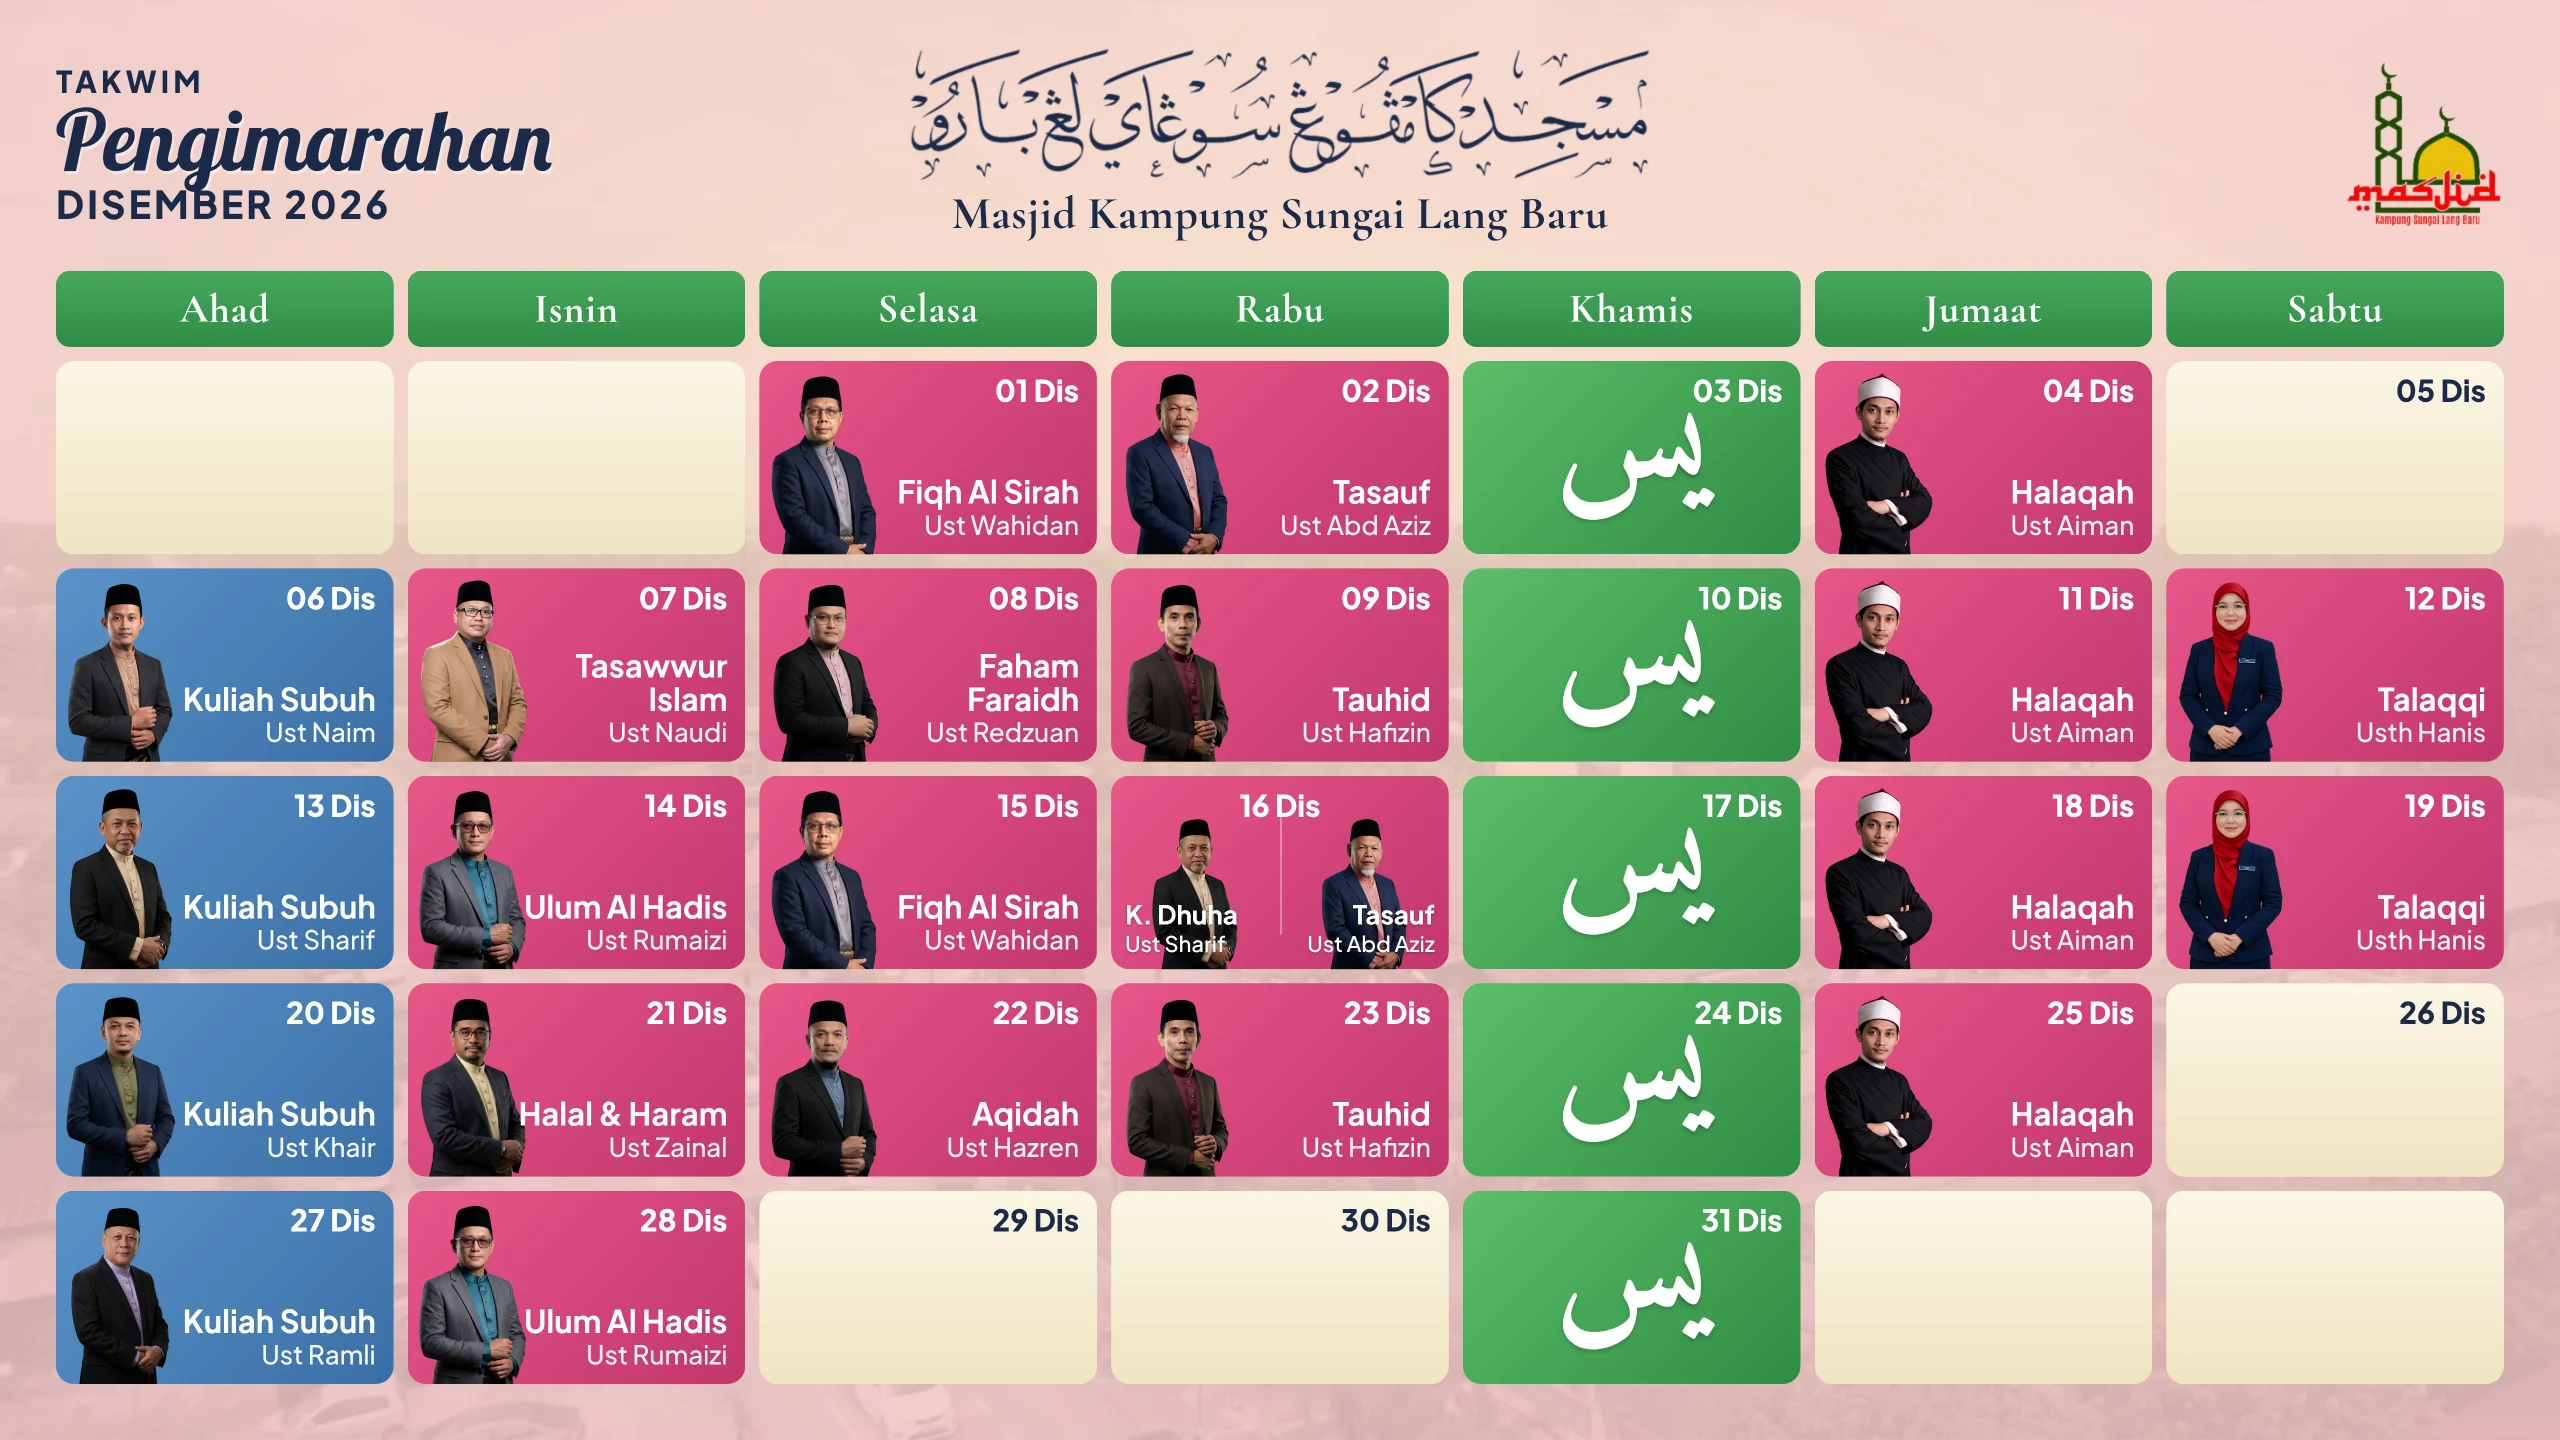 TAKWIM
Pengimarahan
DISEMBER 2026
مسجد کامڤوڠ سوڠاي لڠ بارو
Masjid Kampung Sungai Lang Baru
masjid
Kampung Sungai Lang Baru
Ahad
Isnin
Selasa
Rabu
Khamis
Jumaat
Sabtu
01 Dis
Fiqh Al Sirah
Ust Wahidan
02 Dis
Tasauf
Ust Abd Aziz
03 Dis
يس
04 Dis
Halaqah
Ust Aiman
05 Dis
06 Dis
Kuliah Subuh
Ust Naim
07 Dis
Tasawwur
Islam
Ust Naudi
08 Dis
Faham
Faraidh
Ust Redzuan
09 Dis
Tauhid
Ust Hafizin
10 Dis
يس
11 Dis
Halaqah
Ust Aiman
12 Dis
Talaqqi
Usth Hanis
13 Dis
Kuliah Subuh
Ust Sharif
14 Dis
Ulum Al Hadis
Ust Rumaizi
15 Dis
Fiqh Al Sirah
Ust Wahidan
16 Dis
K. Dhuha
Ust Sharif
Tasauf
Ust Abd Aziz
17 Dis
يس
18 Dis
Halaqah
Ust Aiman
19 Dis
Talaqqi
Usth Hanis
20 Dis
Kuliah Subuh
Ust Khair
21 Dis
Halal & Haram
Ust Zainal
22 Dis
Aqidah
Ust Hazren
23 Dis
Tauhid
Ust Hafizin
24 Dis
يس
25 Dis
Halaqah
Ust Aiman
26 Dis
27 Dis
Kuliah Subuh
Ust Ramli
28 Dis
Ulum Al Hadis
Ust Rumaizi
29 Dis
30 Dis
31 Dis
يس